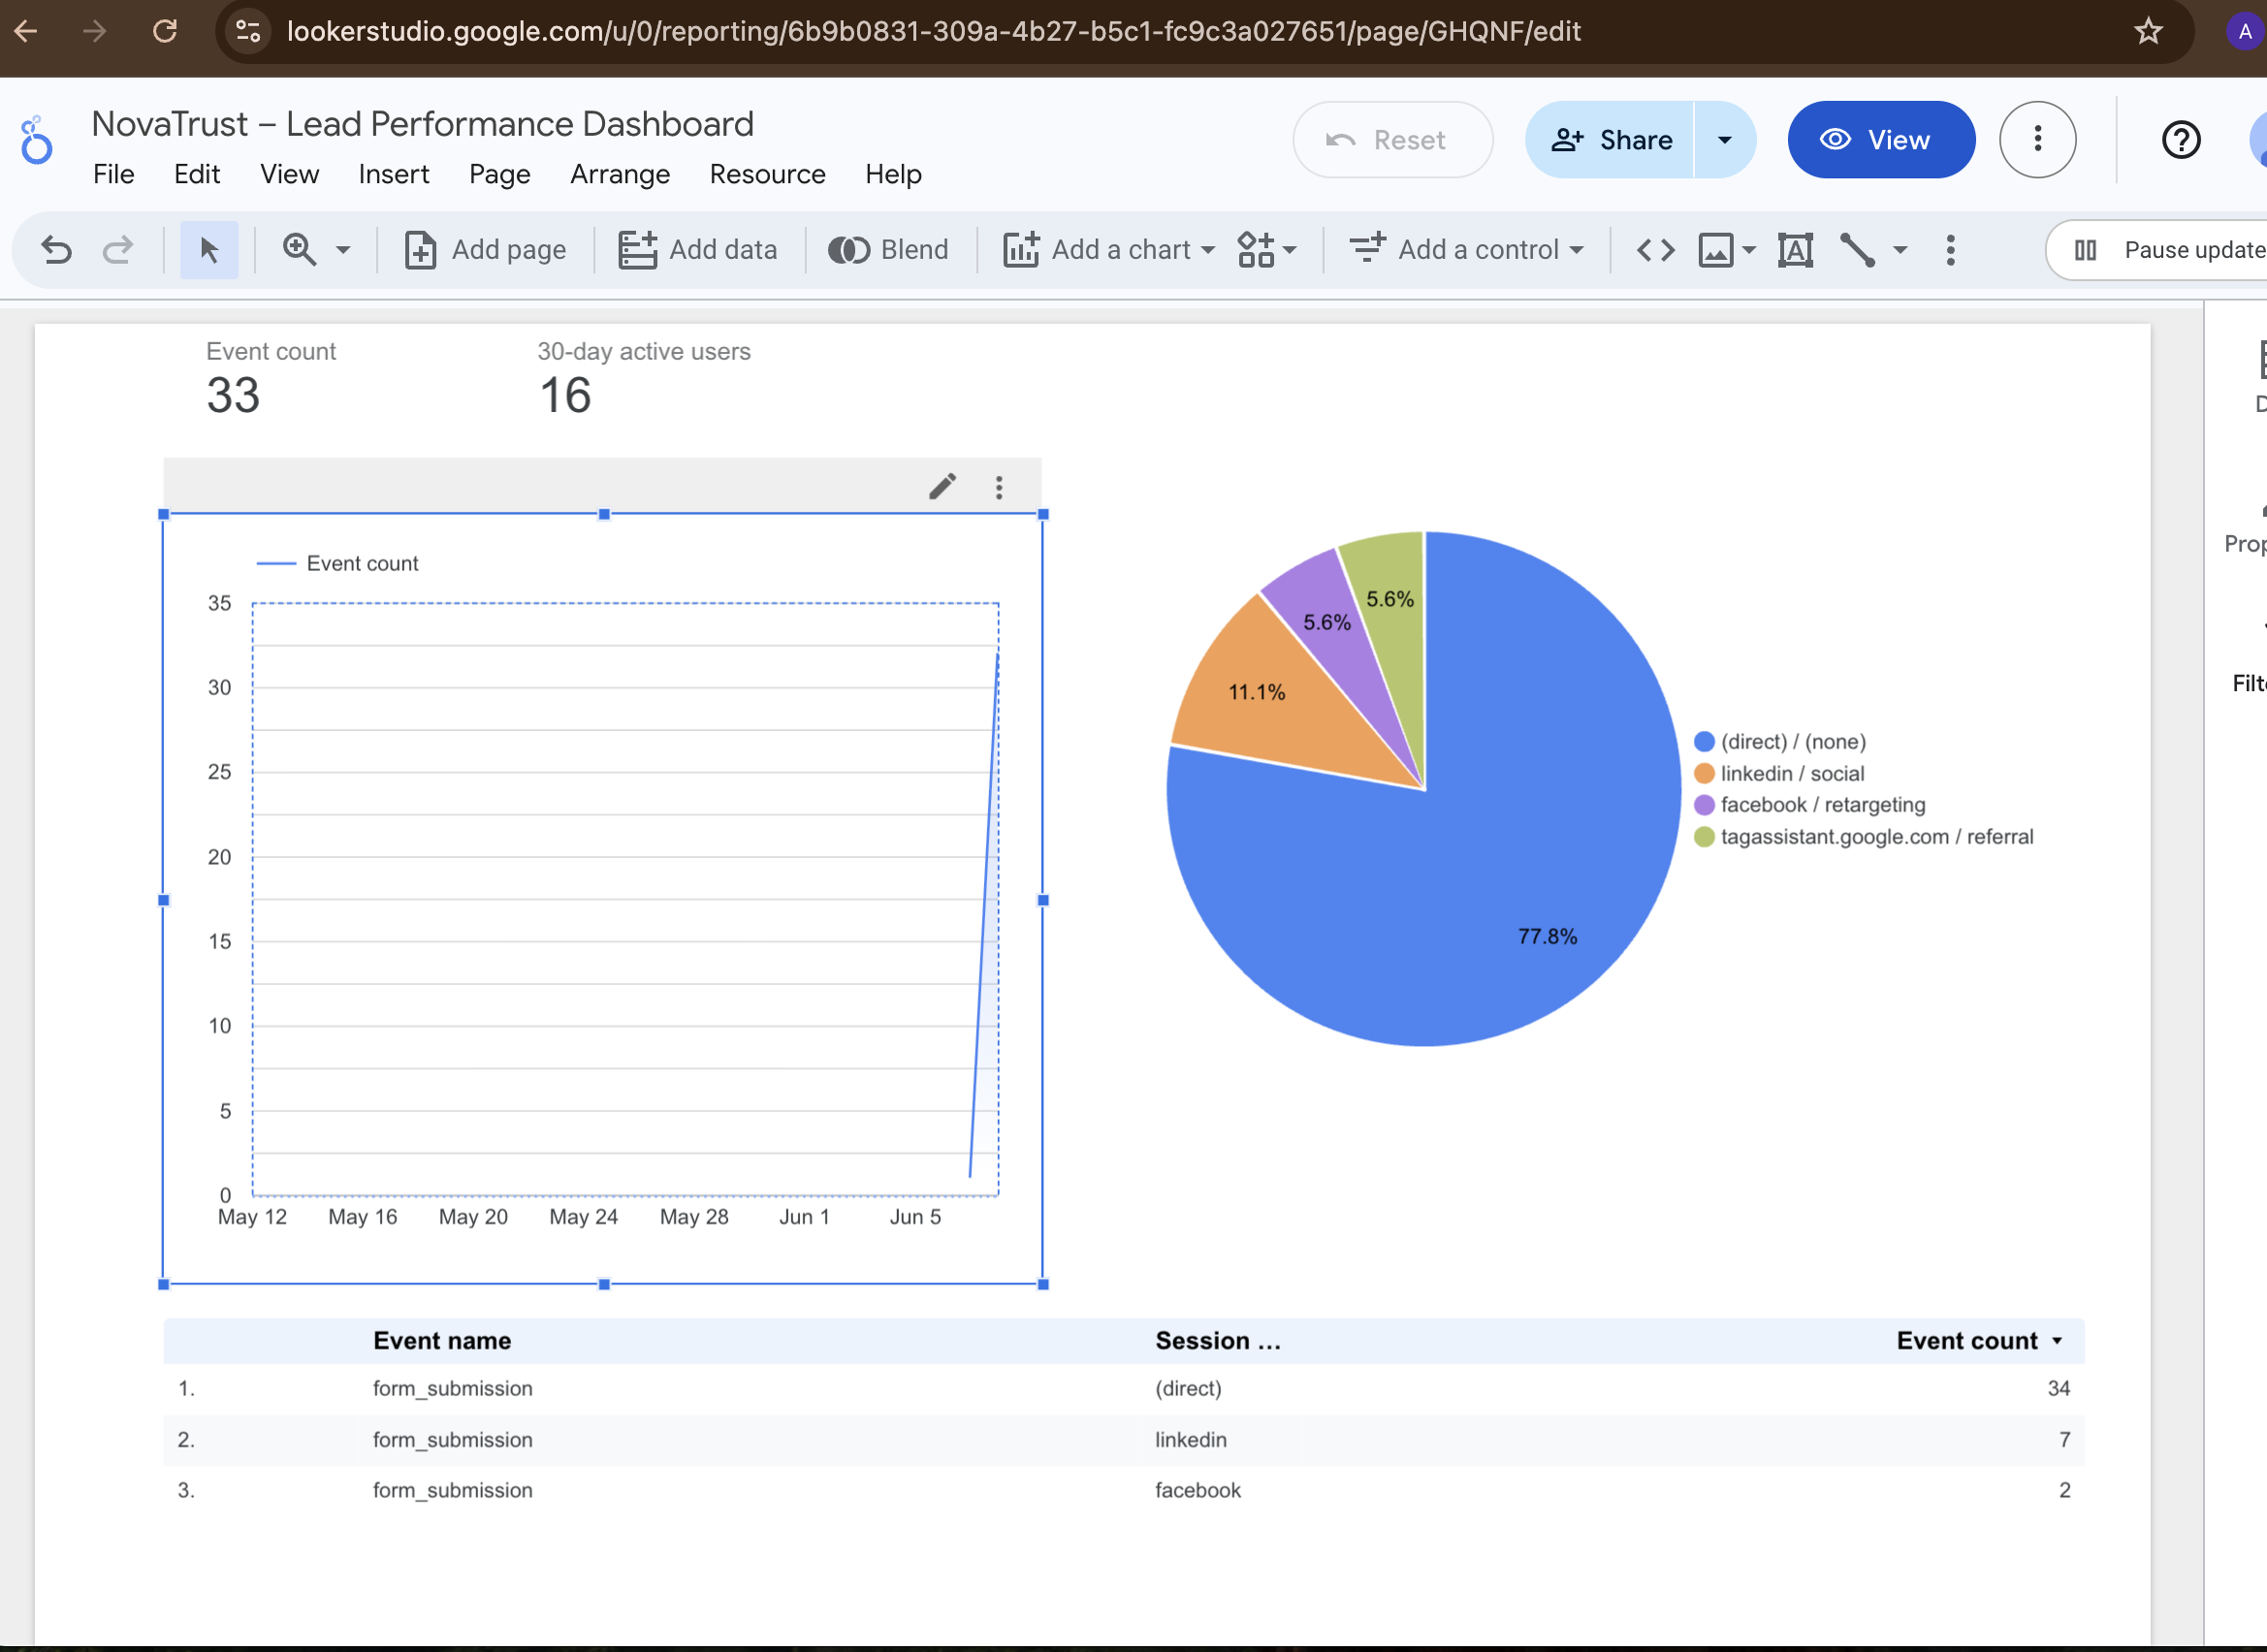 lookerstudio.google.com/u/0/reporting/6b9b0831-309a-4b27-b5c1-fc9c3a027651/page/GHQNF/edit
A
NovaTrust – Lead Performance Dashboard
File Edit View Insert Page Arrange Resource Help
Reset
Share
View
Add page
Add data
Blend
Add a chart
Add a control
Pause update
Event count
33
30-day active users
16
Event count
35
30
25
20
15
10
5
0
May 12 May 16 May 20 May 24 May 28 Jun 1 Jun 5
5.6%
5.6%
11.1%
77.8%
(direct) / (none)
linkedin / social
facebook / retargeting
tagassistant.google.com / referral
Prop
Filt
Event name Session ... Event count
1. form_submission (direct) 34
2. form_submission linkedin 7
3. form_submission facebook 2